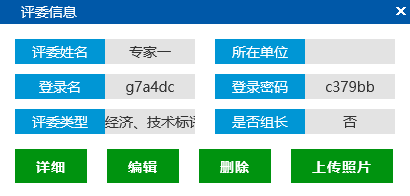 评委信息 ×
评委姓名 专家一 所在单位
登录名 g7a4dc 登录密码 c379bb
评委类型 经济、技术标评 是否组长 否
详细 编辑 删除 上传照片